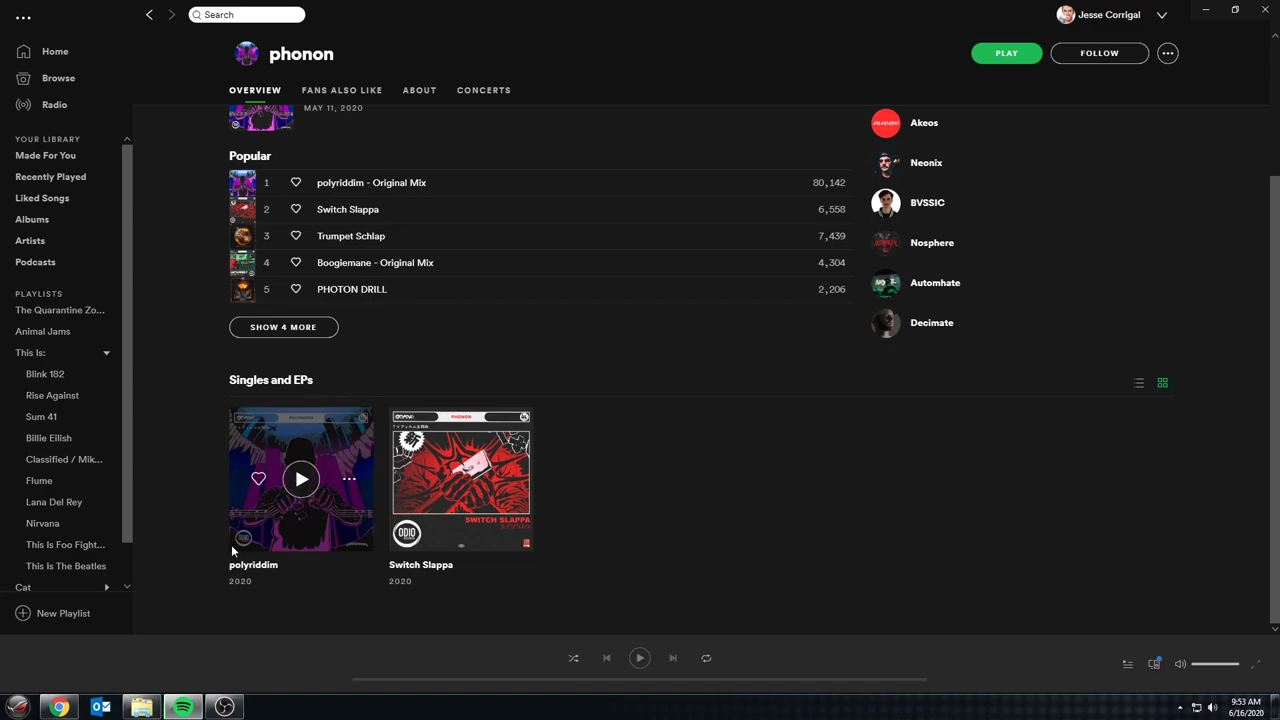 Search
Jesse Corrigal
Home
Browse
Radio
YOUR LIBRARY
Made For You
Recently Played
Liked Songs
Albums
Artists
Podcasts
PLAYLISTS
The Quarantine Zo...
Animal Jams
This Is:
Blink 182
Rise Against
Sum 41
Billie Eilish
Classified / Mik...
Flume
Lana Del Rey
Nirvana
This Is Foo Fight...
This Is The Beatles
Cat
New Playlist
phonon
PLAY
FOLLOW
OVERVIEW
FANS ALSO LIKE
ABOUT
CONCERTS
MAY 11, 2020
Popular
1 polyriddim - Original Mix 80,142
2 Switch Slappa 6,558
3 Trumpet Schlap 7,439
4 Boogiemane - Original Mix 4,304
5 PHOTON DRILL 2,206
SHOW 4 MORE
Akeos
Neonix
BVSSIC
Nosphere
Automhate
Decimate
Singles and EPs
PHONON
SWITCH SLAPPA
ODIO
polyriddim
2020
Switch Slappa
2020
9:53 AM
6/16/2020